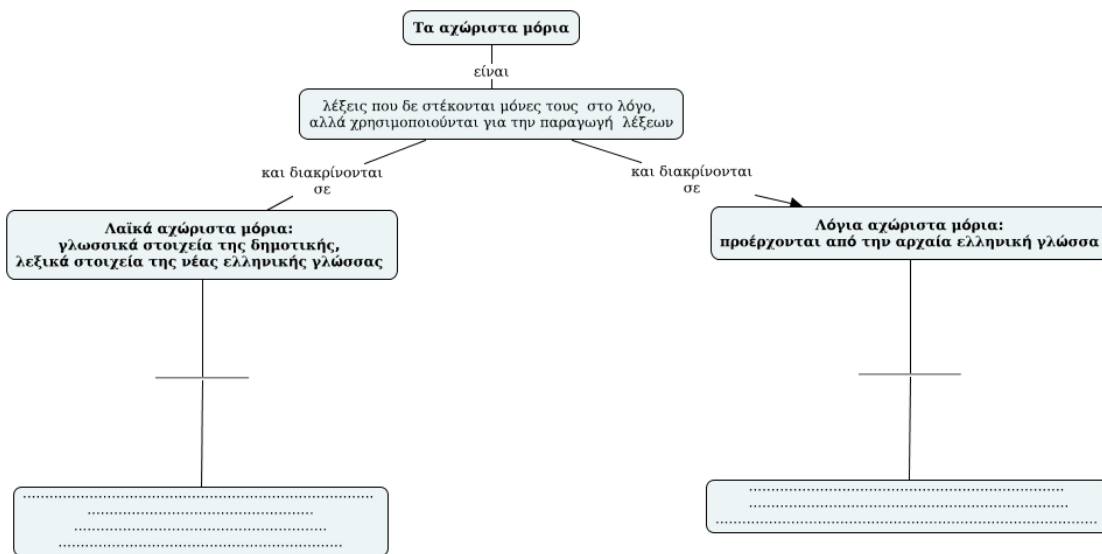 Τα αχώριστα μόρια
είναι
λέξεις που δε στέκονται μόνες τους στο λόγο,
αλλά χρησιμοποιούνται για την παραγωγή λέξεων
και διακρίνονται
σε
και διακρίνονται
σε
Λαϊκά αχώριστα μόρια:
γλωσσικά στοιχεία της δημοτικής,
λεξικά στοιχεία της νέας ελληνικής γλώσσας
Λόγια αχώριστα μόρια:
προέρχονται από την αρχαία ελληνική γλώσσα